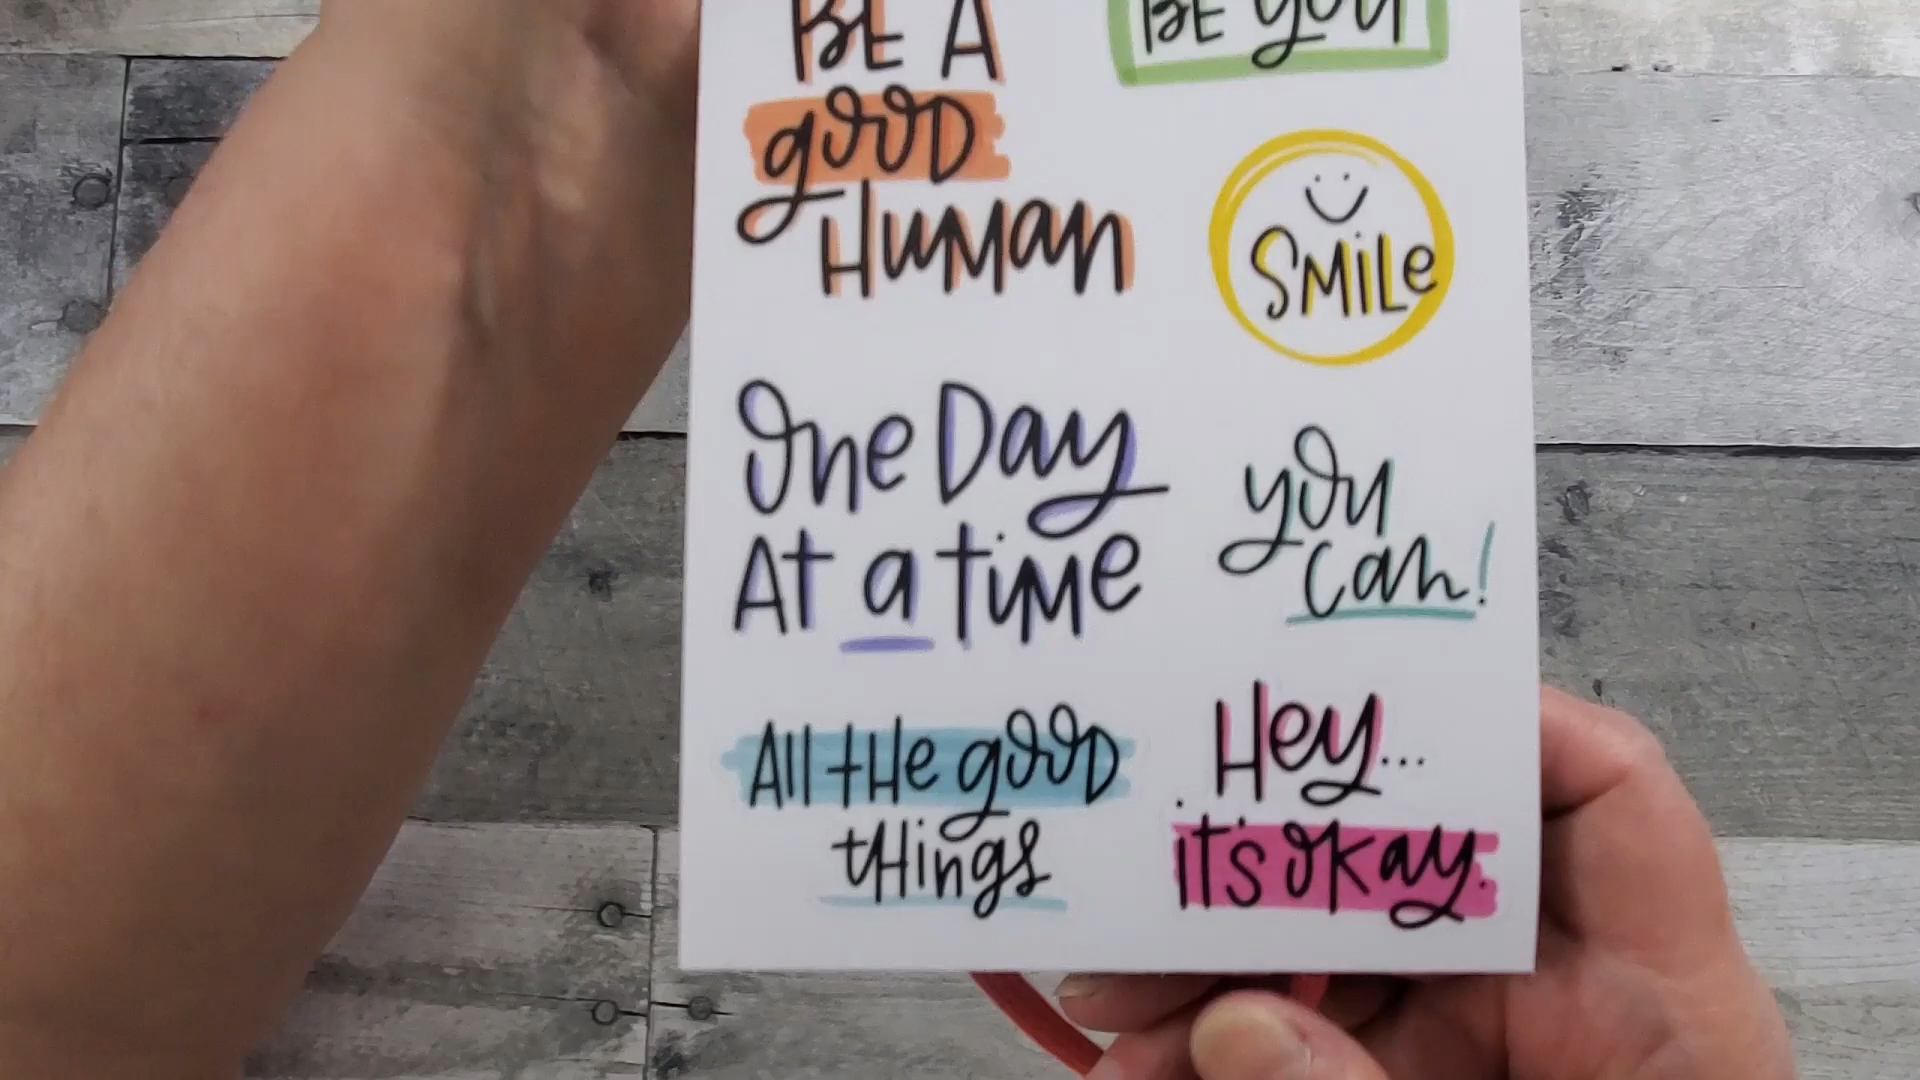 BE A
good
HUMAN
BE you
SMILE
One Day
At a time
you
can!
All the good
things
Hey...
it's okay.